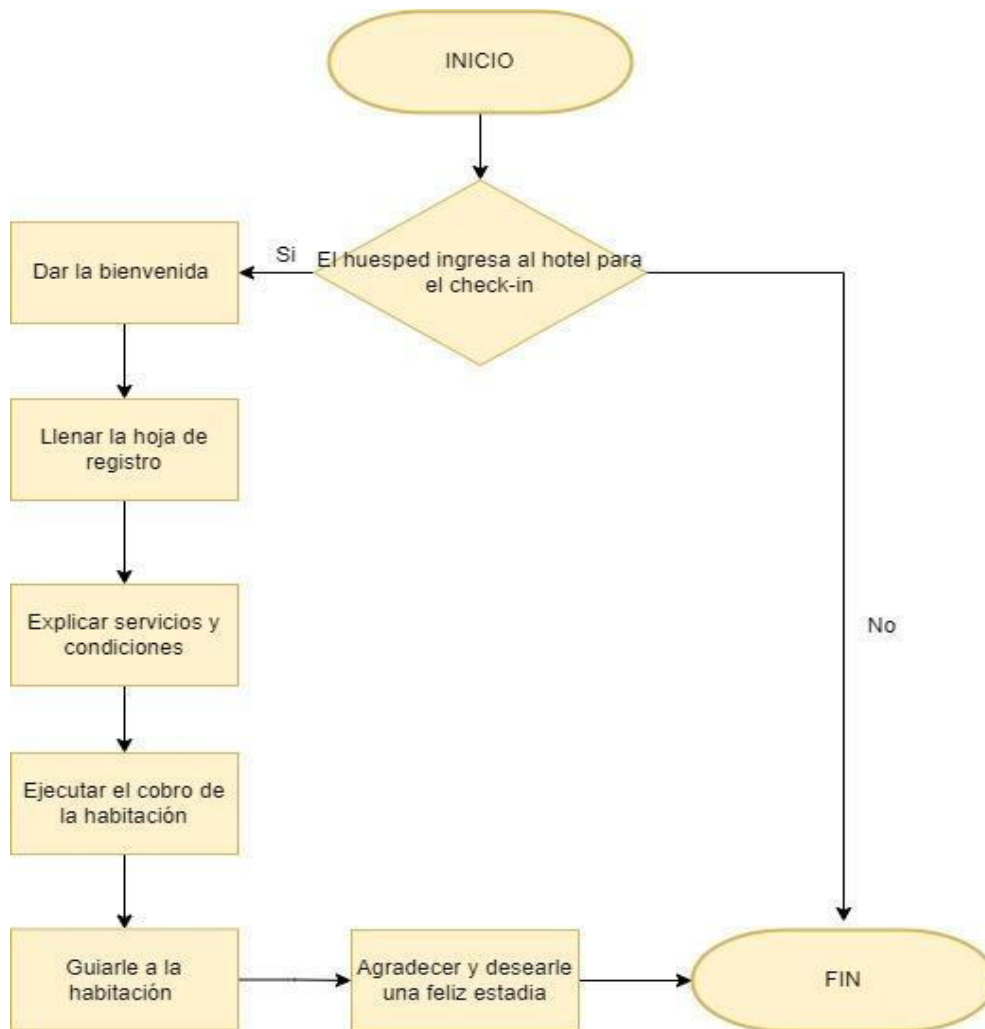 INICIO
El huesped ingresa al hotel para
el check-in
Si
Dar la bienvenida
Llenar la hoja de
registro
Explicar servicios y
condiciones
No
Ejecutar el cobro de
la habitación
Guiarle a la
habitación
Agradecer y desearle
una feliz estadia
FIN